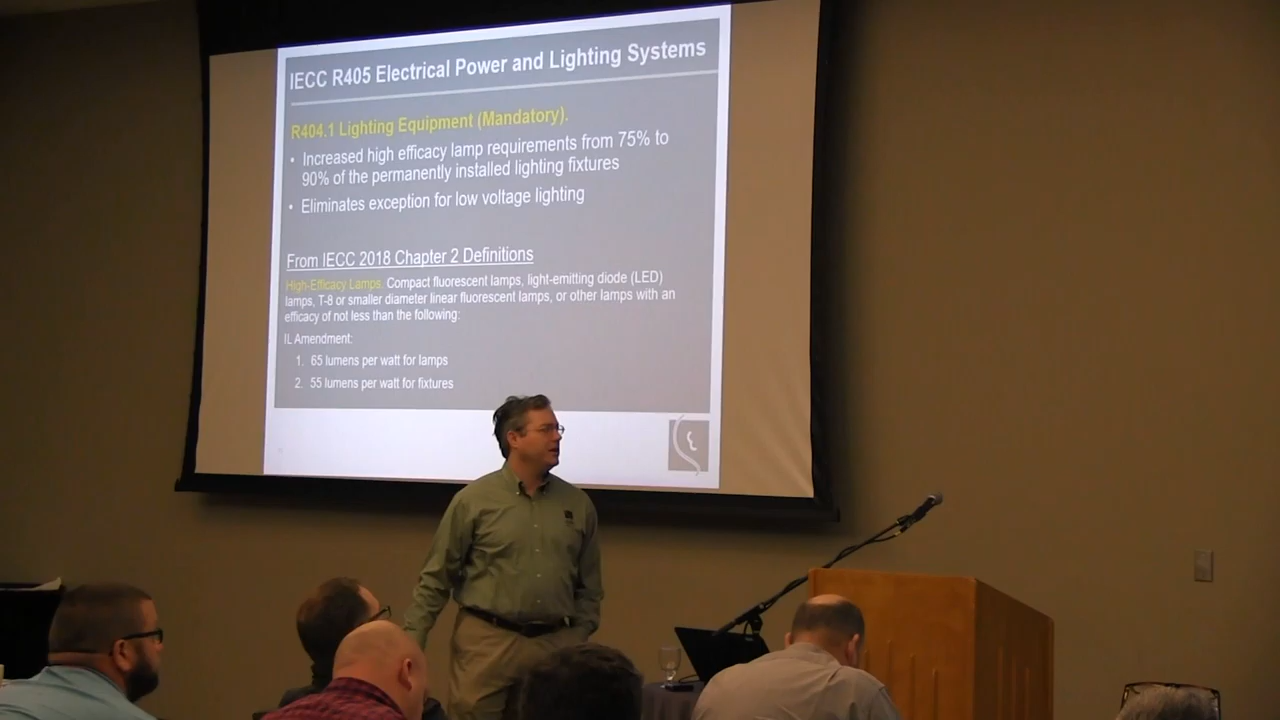 IECC R405 Electrical Power and Lighting Systems
R404.1 Lighting Equipment (Mandatory).
• Increased high efficacy lamp requirements from 75% to
90% of the permanently installed lighting fixtures
• Eliminates exception for low voltage lighting
From IECC 2018 Chapter 2 Definitions
High-Efficacy Lamps. Compact fluorescent lamps, light-emitting diode (LED)
lamps, T-8 or smaller diameter linear fluorescent lamps, or other lamps with an
efficacy of not less than the following:
IL Amendment:
1. 65 lumens per watt for lamps
2. 55 lumens per watt for fixtures